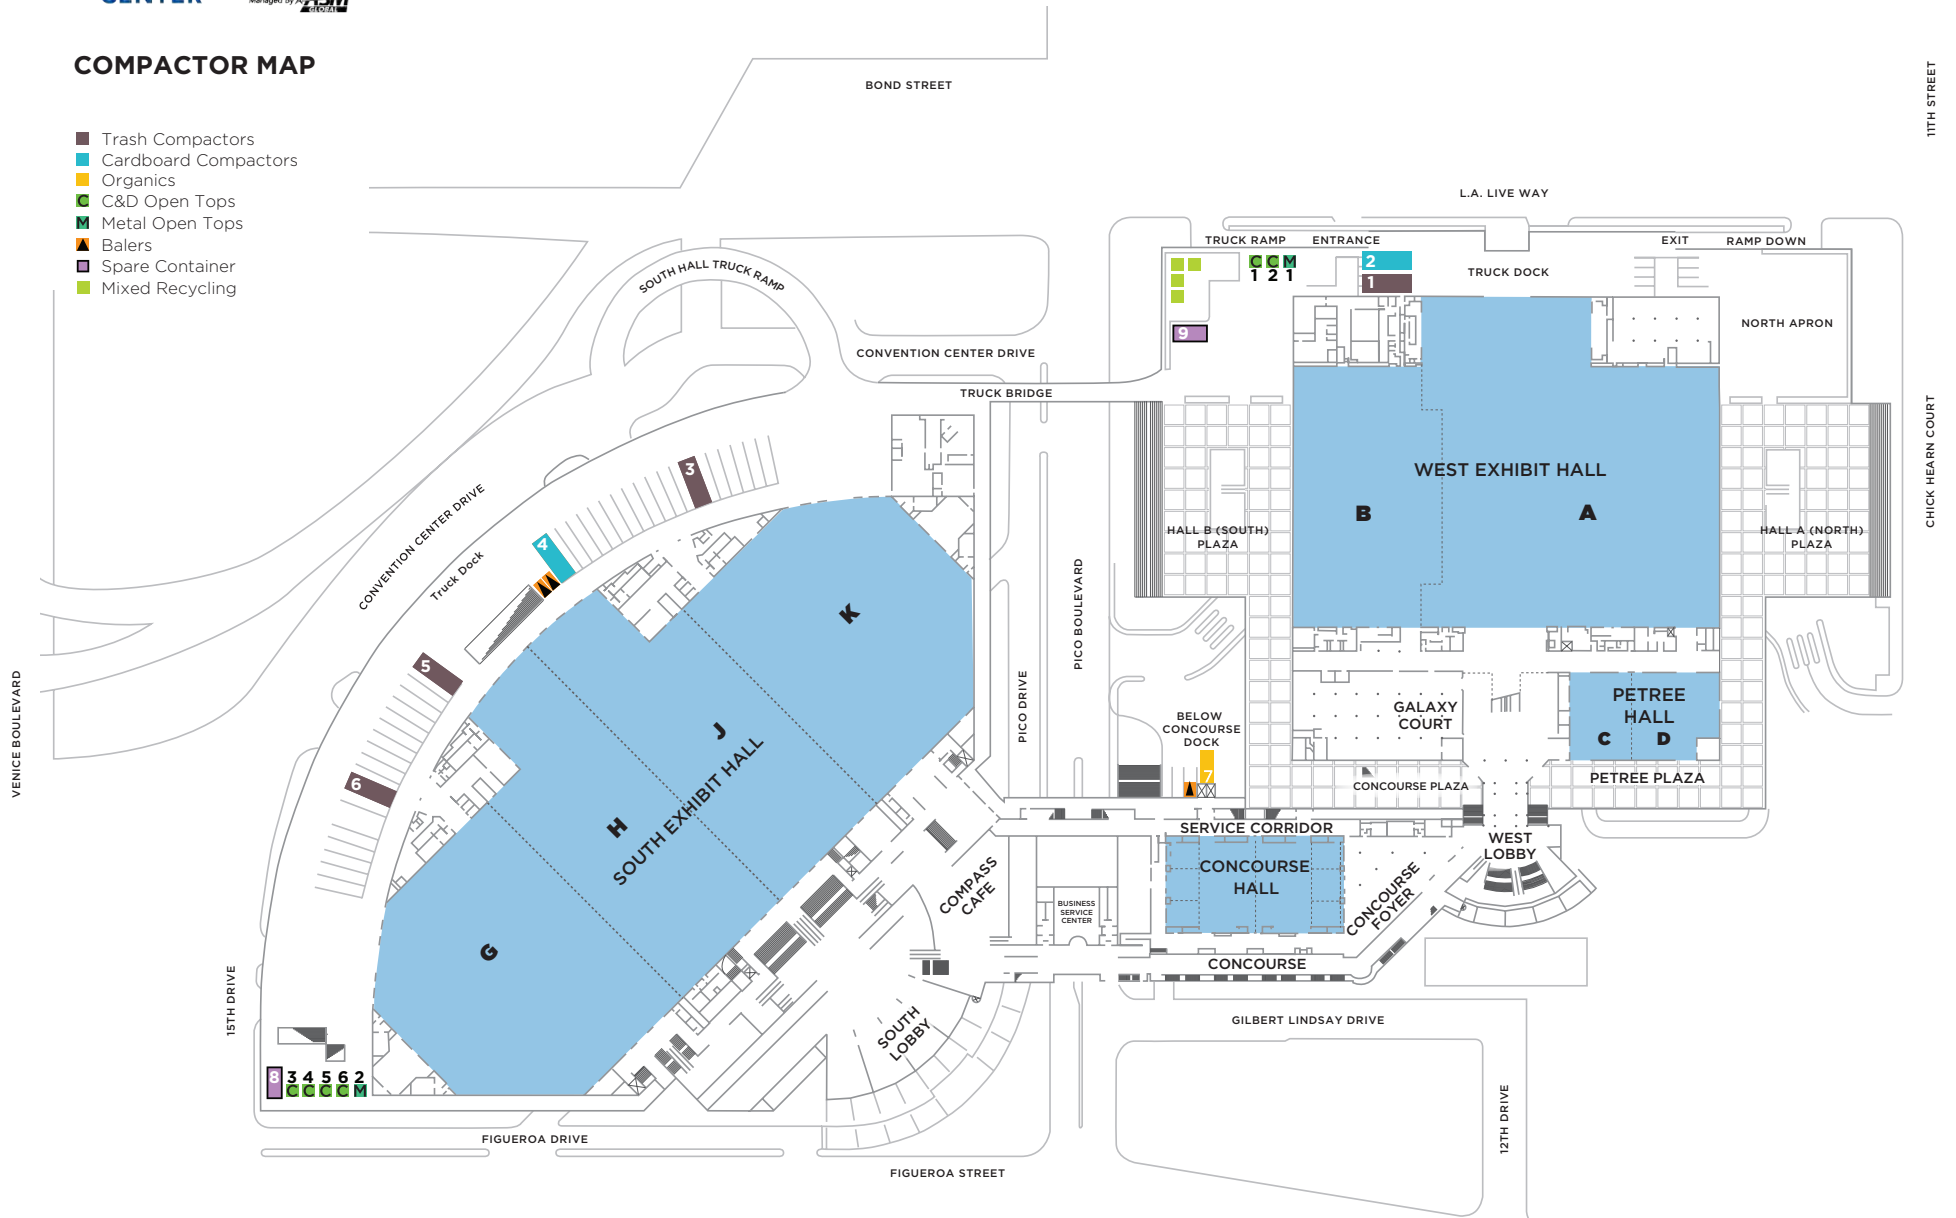 CENTER
Managed by ASM
GLOBAL
COMPACTOR MAP
Trash Compactors
Cardboard Compactors
Organics
C C&D Open Tops
M Metal Open Tops
Balers
Spare Container
Mixed Recycling
BOND STREET
11TH STREET
L.A. LIVE WAY
TRUCK RAMP
ENTRANCE
EXIT
RAMP DOWN
C C M
1 2 1
2
1
TRUCK DOCK
9
NORTH APRON
SOUTH HALL TRUCK RAMP
CONVENTION CENTER DRIVE
TRUCK BRIDGE
CHICK HEARN COURT
WEST EXHIBIT HALL
B
A
HALL B (SOUTH)
PLAZA
HALL A (NORTH)
PLAZA
3
4
CONVENTION CENTER DRIVE
Truck Dock
5
6
K
J
H
G
SOUTH EXHIBIT HALL
VENICE BOULEVARD
PICO BOULEVARD
PICO DRIVE
BELOW
CONCOURSE
DOCK
7
GALAXY
COURT
PETREE
HALL
C
D
CONCOURSE PLAZA
PETREE PLAZA
SERVICE CORRIDOR
WEST
LOBBY
CONCOURSE
HALL
CONCOURSE
FOYER
COMPASS
CAFE
BUSINESS
SERVICE
CENTER
CONCOURSE
SOUTH
LOBBY
15TH DRIVE
GILBERT LINDSAY DRIVE
12TH DRIVE
8
3 4 5 6 2
C C C C M
FIGUEROA DRIVE
FIGUEROA STREET